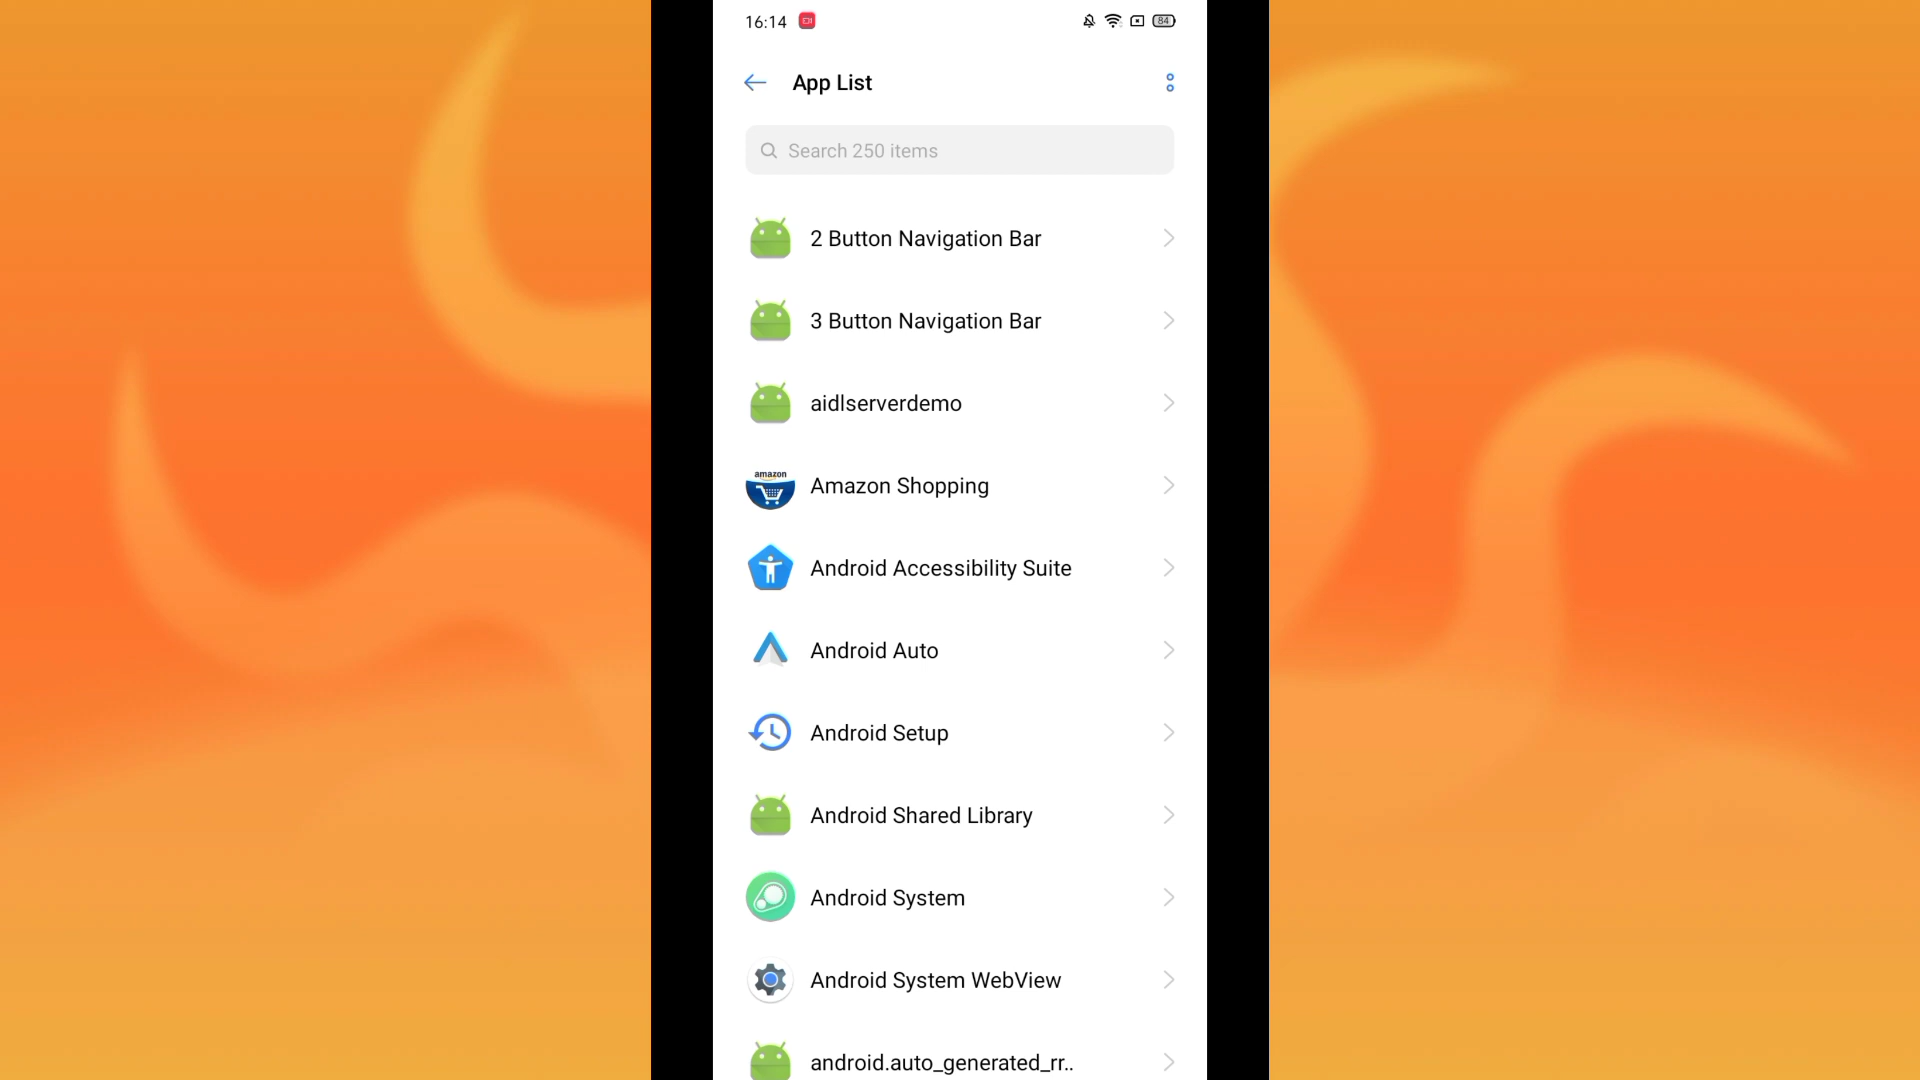 16:14
84
App List
Search 250 items
2 Button Navigation Bar
3 Button Navigation Bar
aidlserverdemo
amazon
Amazon Shopping
Android Accessibility Suite
Android Auto
Android Setup
Android Shared Library
Android System
Android System WebView
android.auto_generated_rr..